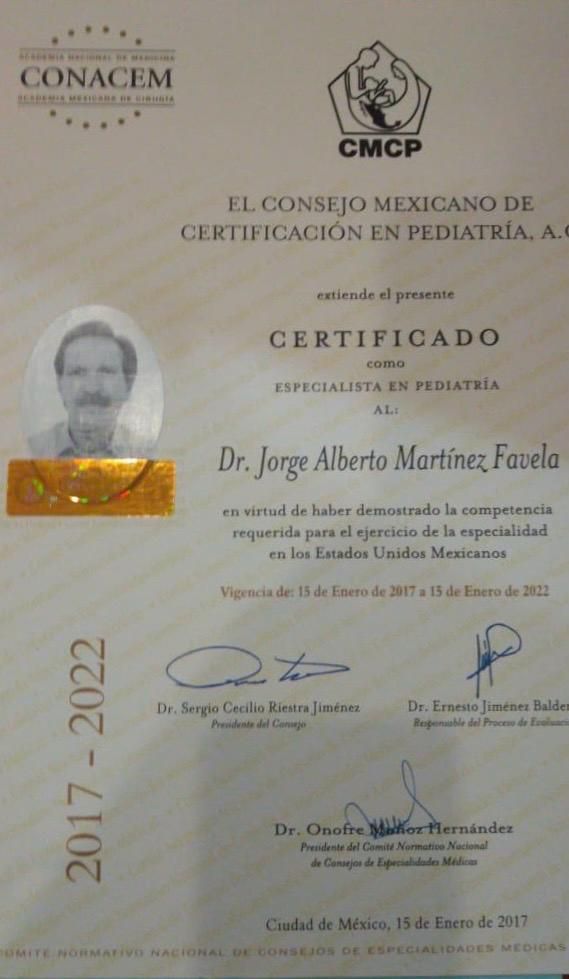 ACADEMIA NACIONAL DE MEDICINA
CONACEM
ACADEMIA MEXICANA DE CIRUGÍA
CMCP
EL CONSEJO MEXICANO DE
CERTIFICACIÓN EN PEDIATRÍA, A.C
extiende el presente
CERTIFICADO
como
ESPECIALISTA EN PEDIATRÍA
AL:
Dr. Jorge Alberto Martínez Favela
en virtud de haber demostrado la competencia
requerida para el ejercicio de la especialidad
en los Estados Unidos Mexicanos
Vigencia de: 15 de Enero de 2017 a 15 de Enero de 2022
2017 - 2022
Dr. Sergio Cecilio Riestra Jiménez
Presidente del Consejo
Dr. Ernesto Jiménez Balder
Responsable del Proceso de Evaluació
Dr. Onofre Muñoz Hernández
Presidente del Comité Normativo Nacional
de Consejos de Especialidades Médicas
Ciudad de México, 15 de Enero de 2017
OMITÉ NORMATIVO NACIONAL DE CONSEJOS DE ESPECIALIDADES MÉDICAS